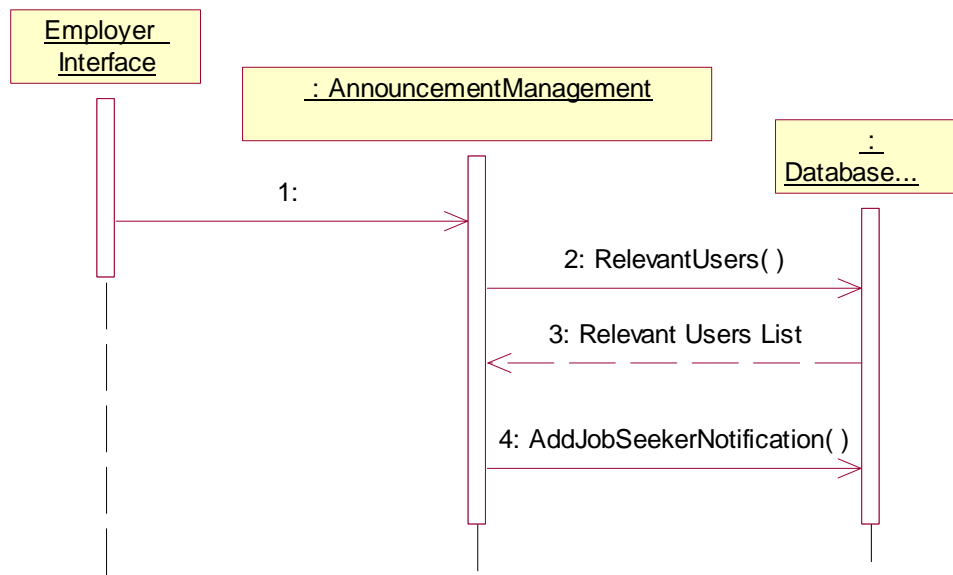 Employer
Interface
: AnnouncementManagement
:
Database...
1:
2: RelevantUsers( )
3: Relevant Users List
4: AddJobSeekerNotification( )